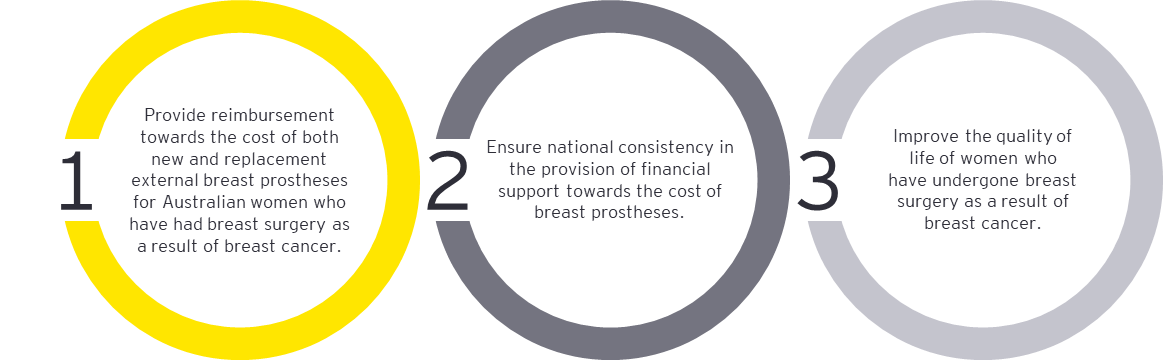 1
Provide reimbursement
towards the cost of both
new and replacement
external breast prostheses
for Australian women who
have had breast surgery as
a result of breast cancer.
2
Ensure national consistency in
the provision of financial
support towards the cost of
breast prostheses.
3
Improve the quality of
life of women who
have undergone breast
surgery as a result of
breast cancer.